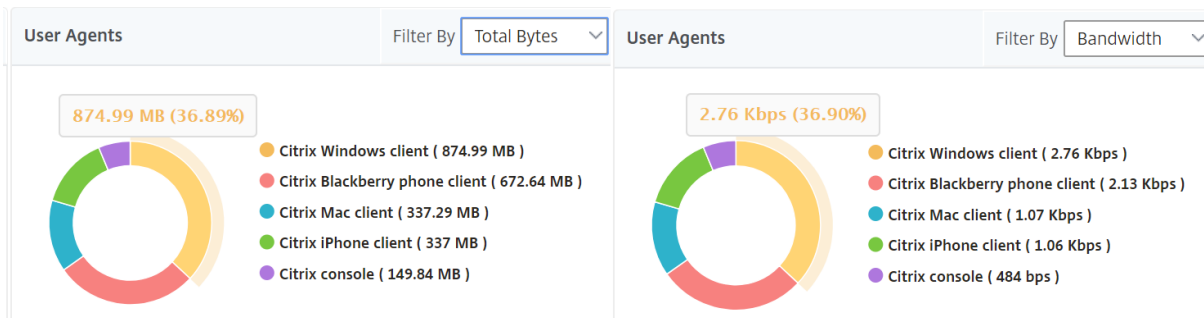 User Agents
Filter By Total Bytes
874.99 MB (36.89%)
Citrix Windows client ( 874.99 MB )
Citrix Blackberry phone client ( 672.64 MB )
Citrix Mac client ( 337.29 MB )
Citrix iPhone client ( 337 MB )
Citrix console ( 149.84 MB )
User Agents
Filter By Bandwidth
2.76 Kbps (36.90%)
Citrix Windows client ( 2.76 Kbps )
Citrix Blackberry phone client ( 2.13 Kbps )
Citrix Mac client ( 1.07 Kbps )
Citrix iPhone client ( 1.06 Kbps )
Citrix console ( 484 bps )